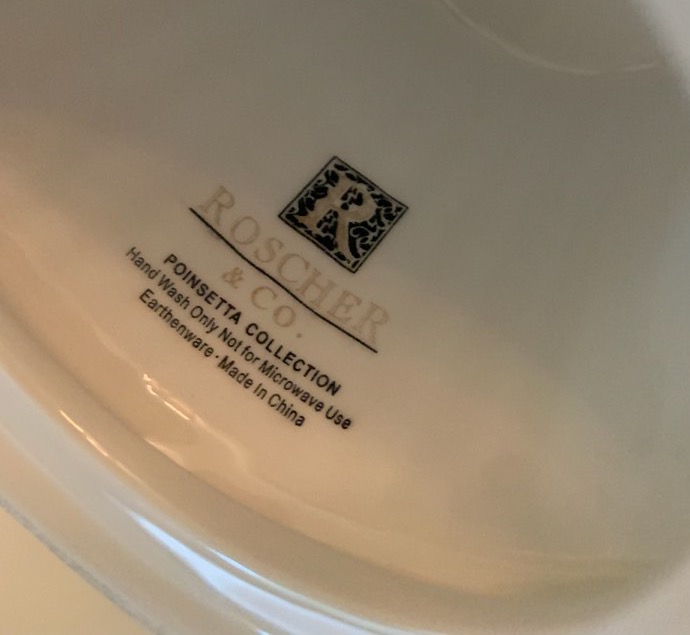 R
ROSCHER
& CO.
POINSETTA COLLECTION
Hand Wash Only Not for Microwave Use
Earthenware · Made In China